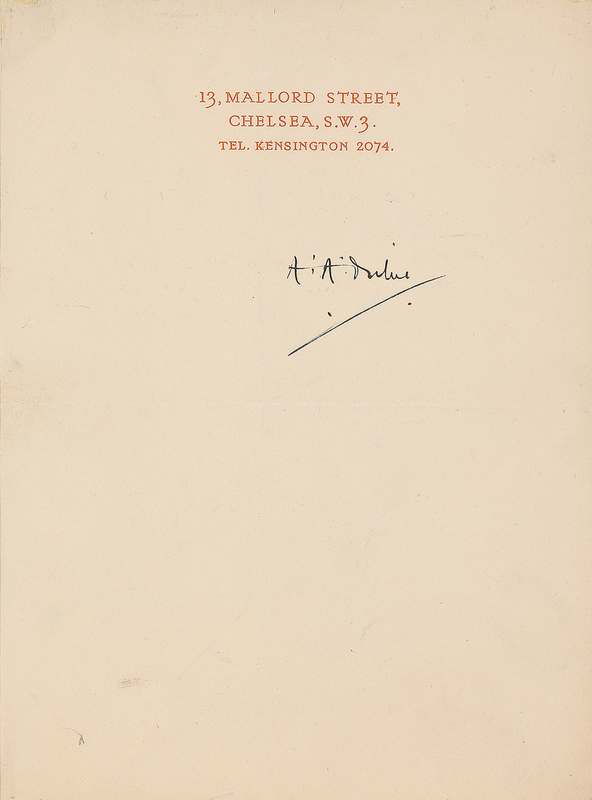 13, MALLORD STREET,
CHELSEA, S.W.3.
TEL. KENSINGTON 2074.
A. A. Milne